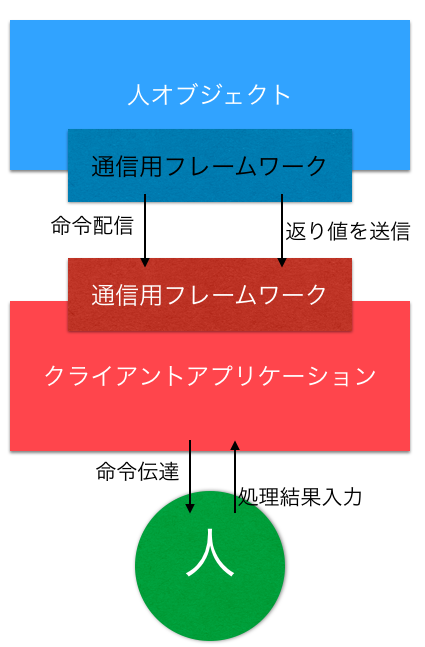 人オブジェクト
通信用フレームワーク
命令配信
返り値を送信
通信用フレームワーク
クライアントアプリケーション
命令伝達
処理結果入力
人